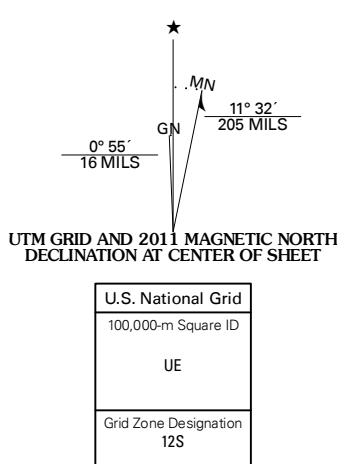 ★
MN
GN
11° 32´
205 MILS
0° 55´
16 MILS
UTM GRID AND 2011 MAGNETIC NORTH
DECLINATION AT CENTER OF SHEET
U.S. National Grid
100,000-m Square ID
UE
Grid Zone Designation
12S